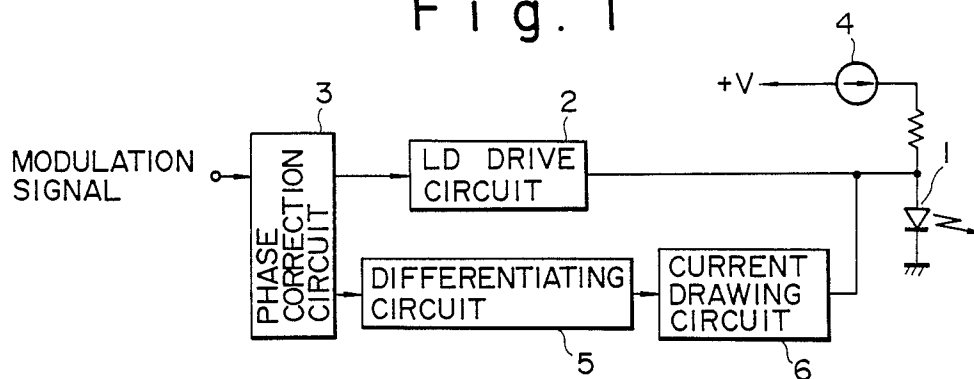 Fig. 1
4
+V
3
2
1
MODULATION
SIGNAL
PHASE
CORRECTION
CIRCUIT
LD DRIVE
CIRCUIT
DIFFERENTIATING
CIRCUIT
CURRENT
DRAWING
CIRCUIT
5
6